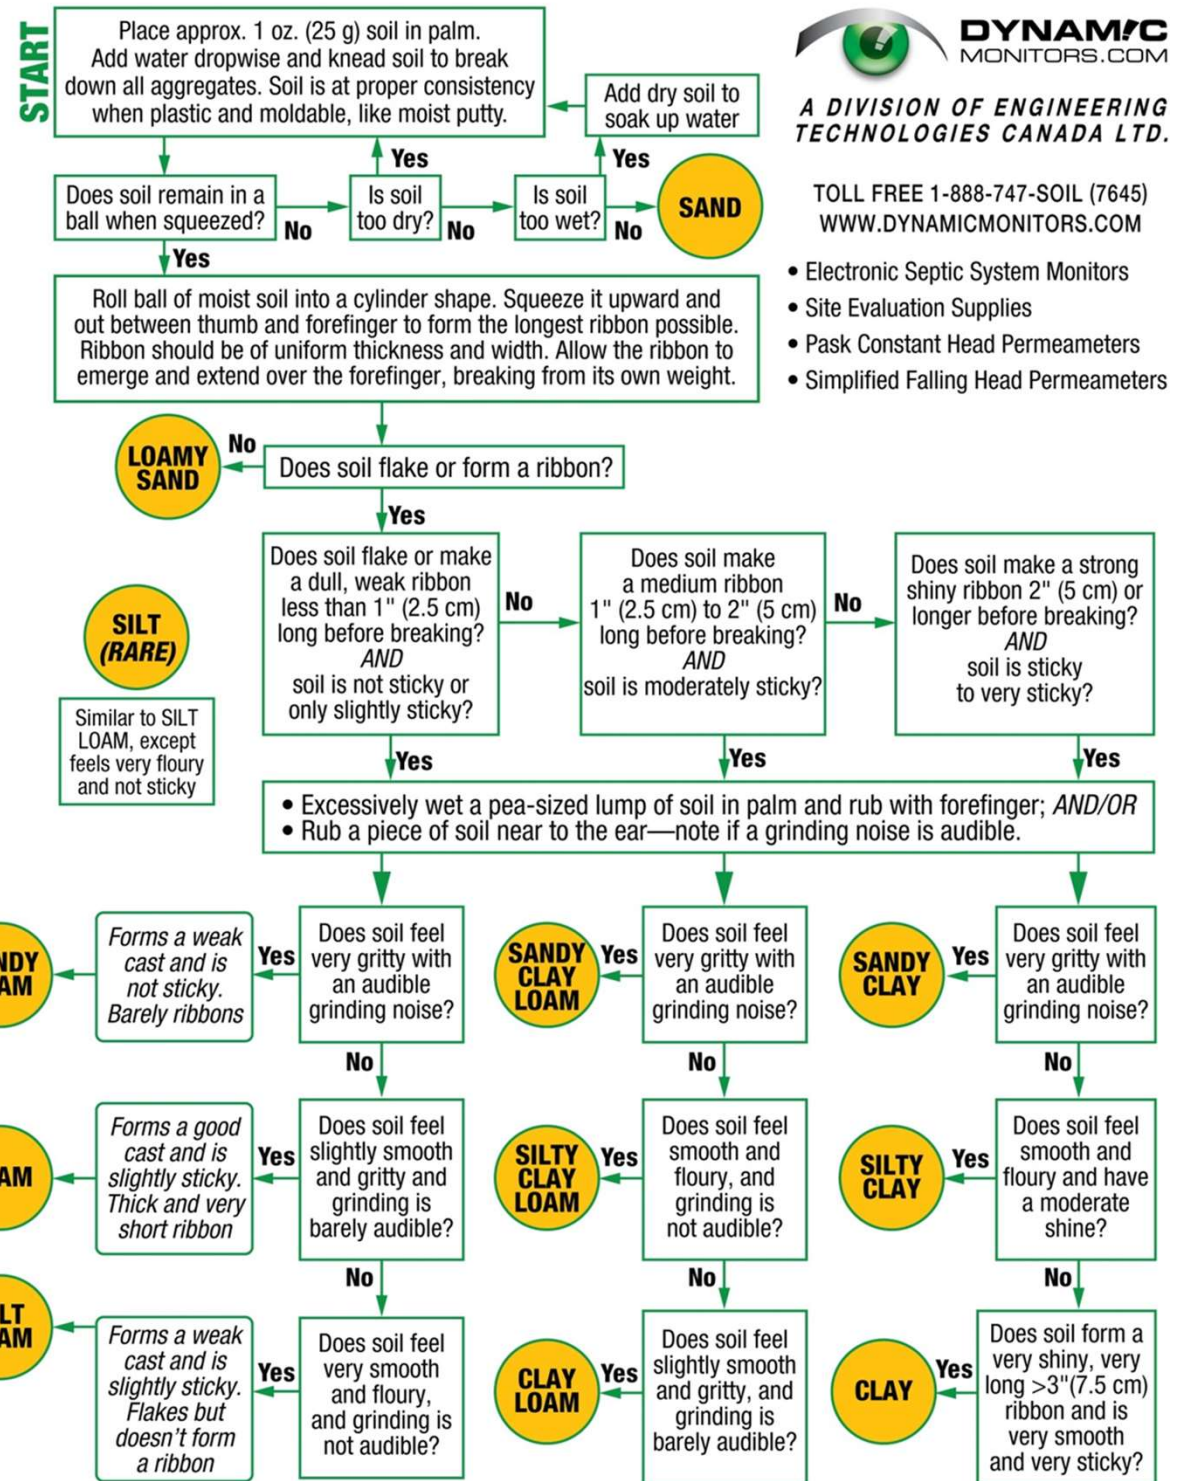 START
Place approx. 1 oz. (25 g) soil in palm.
Add water dropwise and knead soil to break
down all aggregates. Soil is at proper consistency
when plastic and moldable, like moist putty.
Add dry soil to
soak up water
DYNAMIC
MONITORS.COM
A DIVISION OF ENGINEERING
TECHNOLOGIES CANADA LTD.
TOLL FREE 1-888-747-SOIL (7645)
WWW.DYNAMICMONITORS.COM
• Electronic Septic System Monitors
• Site Evaluation Supplies
• Pask Constant Head Permeameters
• Simplified Falling Head Permeameters
Yes
Yes
Does soil remain in a
ball when squeezed?
No
Is soil
too dry?
No
Is soil
too wet?
No
SAND
Yes
Roll ball of moist soil into a cylinder shape. Squeeze it upward and
out between thumb and forefinger to form the longest ribbon possible.
Ribbon should be of uniform thickness and width. Allow the ribbon to
emerge and extend over the forefinger, breaking from its own weight.
LOAMY
SAND
No
Does soil flake or form a ribbon?
Yes
Does soil flake or make
a dull, weak ribbon
less than 1" (2.5 cm)
long before breaking?
AND
soil is not sticky or
only slightly sticky?
No
Does soil make
a medium ribbon
1" (2.5 cm) to 2" (5 cm)
long before breaking?
AND
soil is moderately sticky?
No
Does soil make a strong
shiny ribbon 2" (5 cm) or
longer before breaking?
AND
soil is sticky
to very sticky?
SILT
(RARE)
Similar to SILT
LOAM, except
feels very floury
and not sticky
Yes
Yes
Yes
• Excessively wet a pea-sized lump of soil in palm and rub with forefinger; AND/OR
• Rub a piece of soil near to the ear—note if a grinding noise is audible.
NDY
AM
Forms a weak
cast and is
not sticky.
Barely ribbons
Yes
Does soil feel
very gritty with
an audible
grinding noise?
SANDY
CLAY
LOAM
Yes
Does soil feel
very gritty with
an audible
grinding noise?
SANDY
CLAY
Yes
Does soil feel
very gritty with
an audible
grinding noise?
No
No
No
AM
Forms a good
cast and is
slightly sticky.
Thick and very
short ribbon
Yes
Does soil feel
slightly smooth
and gritty and
grinding is
barely audible?
SILTY
CLAY
LOAM
Yes
Does soil feel
smooth and
floury, and
grinding is
not audible?
SILTY
CLAY
Yes
Does soil feel
smooth and
floury and have
a moderate
shine?
No
No
No
LT
AM
Forms a weak
cast and is
slightly sticky.
Flakes but
doesn't form
a ribbon
Yes
Does soil feel
very smooth
and floury,
and grinding is
not audible?
CLAY
LOAM
Yes
Does soil feel
slightly smooth
and gritty, and
grinding is
barely audible?
CLAY
Yes
Does soil form a
very shiny, very
long >3"(7.5 cm)
ribbon and is
very smooth
and very sticky?